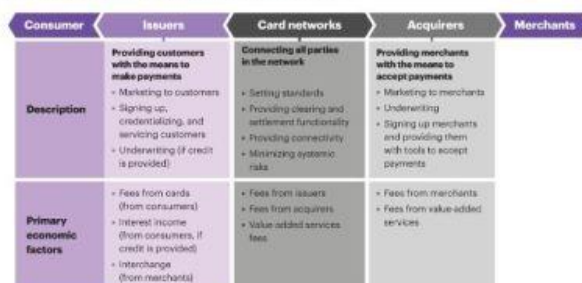 Consumer
Issuers
Card networks
Acquirers
Merchants
Description
Providing customers
with the means to
make payments
• Marketing to customers
• Signing up,
credentializing, and
servicing customers
• Underwriting (if credit
is provided)
Connecting all parties
in the network
• Setting standards
• Providing clearing and
settlement functionality
• Providing connectivity
• Minimizing systemic
risks
Providing merchants
with the means to
accept payments
• Marketing to merchants
• Underwriting
• Signing up merchants
and providing them
with tools to accept
payments
Primary
economic
factors
• Fees from cards
(from consumers)
• Interest income
(from consumers, if
credit is provided)
• Interchange
(from merchants)
• Fees from issuers
• Fees from acquirers
• Value-added services
fees
• Fees from merchants
• Fees from value-added
services